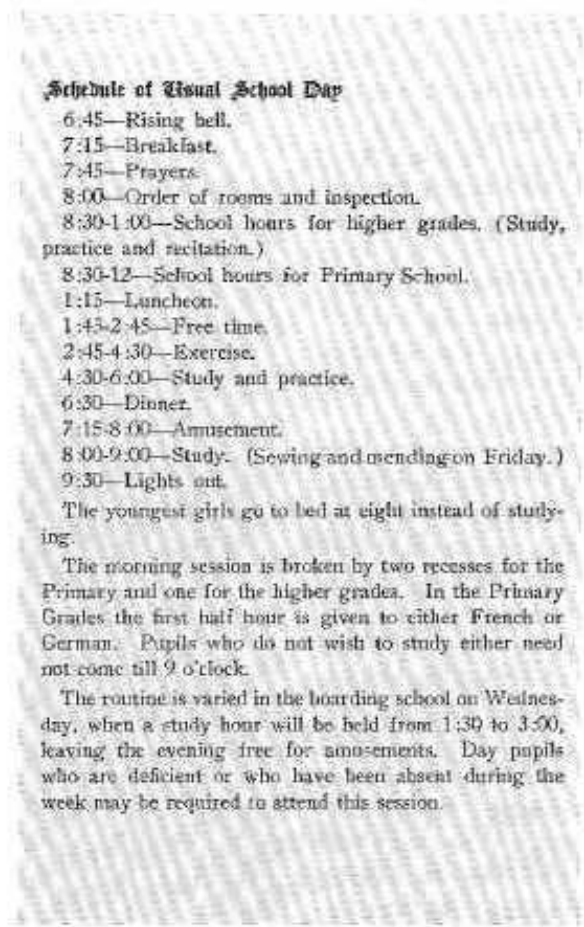 Schedule of Usual School Day
6:45—Rising bell.
7:15—Breakfast.
7:45—Prayers.
8:00—Order of rooms and inspection.
8:30-1:00—School hours for higher grades. (Study,
practice and recitation.)
8:30-12—School hours for Primary School.
1:15—Luncheon.
1:45-2:45—Free time.
2:45-4:30—Exercise.
4:30-6:00—Study and practice.
6:30—Dinner.
7:15-8:00—Amusement.
8:00-9:00—Study. (Sewing and mending on Friday.)
9:30—Lights out.
The youngest girls go to bed at eight instead of study-
ing.
The morning session is broken by two recesses for the
Primary and one for the higher grades. In the Primary
Grades the first half hour is given to either French or
German. Pupils who do not wish to study either need
not come till 9 o'clock.
The routine is varied in the boarding school on Wednes-
day, when a study hour will be held from 1:30 to 3:00,
leaving the evening free for amusements. Day pupils
who are deficient or who have been absent during the
week may be required to attend this session.